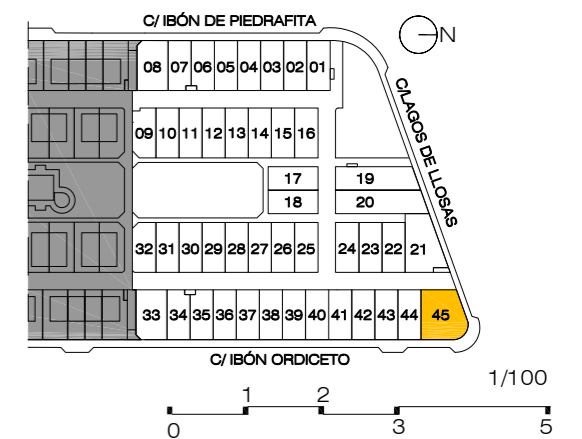 C/ IBÓN DE PIEDRAFITA
N
08 07 06 05 04 03 02 01
C/LAGOS DE LLOSAS
09 10 11 12 13 14 15 16
17 19
18 20
32 31 30 29 28 27 26 25 24 23 22 21
33 34 35 36 37 38 39 40 41 42 43 44 45
C/ IBÓN ORDICETO
1/100
1 2
0 3 5